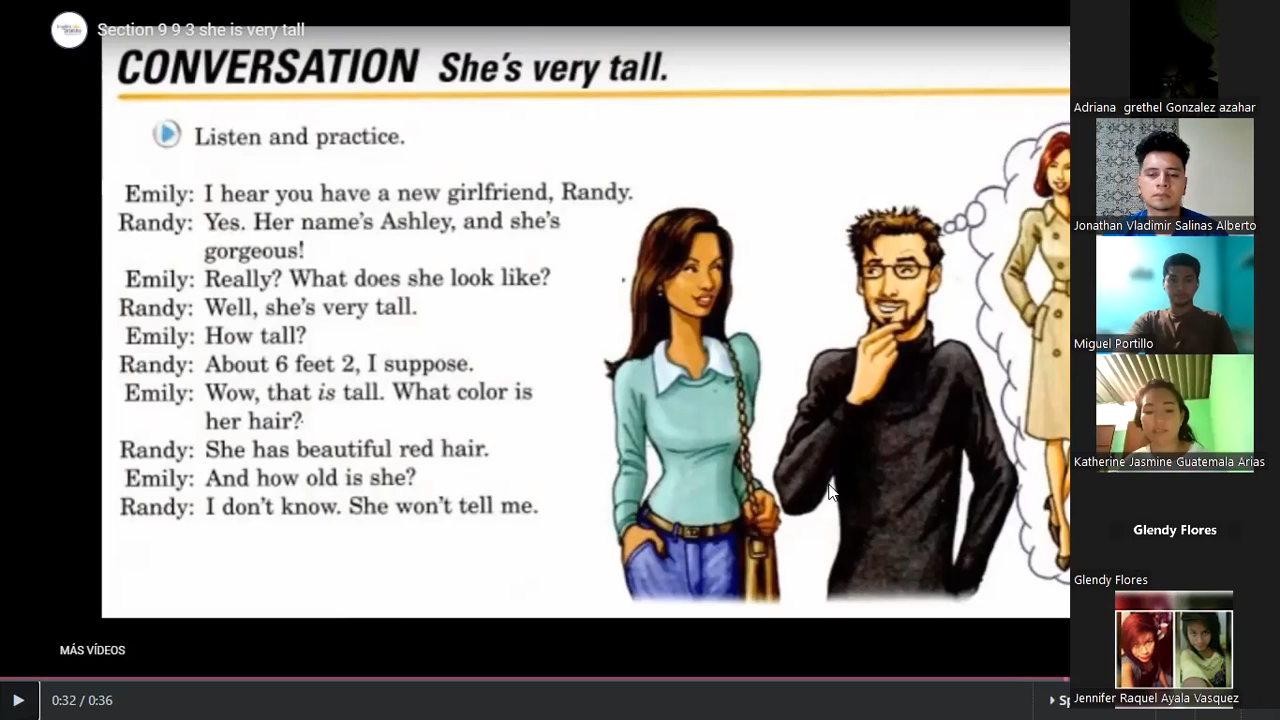 Section 9 9 3 she is very tall
CONVERSATION She's very tall.
Listen and practice.
Emily: I hear you have a new girlfriend, Randy.
Randy: Yes. Her name's Ashley, and she's
gorgeous!
Emily: Really? What does she look like?
Randy: Well, she's very tall.
Emily: How tall?
Randy: About 6 feet 2, I suppose.
Emily: Wow, that is tall. What color is
her hair?
Randy: She has beautiful red hair.
Emily: And how old is she?
Randy: I don't know. She won't tell me.
MÁS VÍDEOS
0:32 / 0:36
Adriana grethel Gonzalez azahar
Jonathan Vladimir Salinas Alberto
Miguel Portillo
Katherine Jasmine Guatemala Arias
Glendy Flores
Glendy Flores
Jennifer Raquel Ayala Vasquez